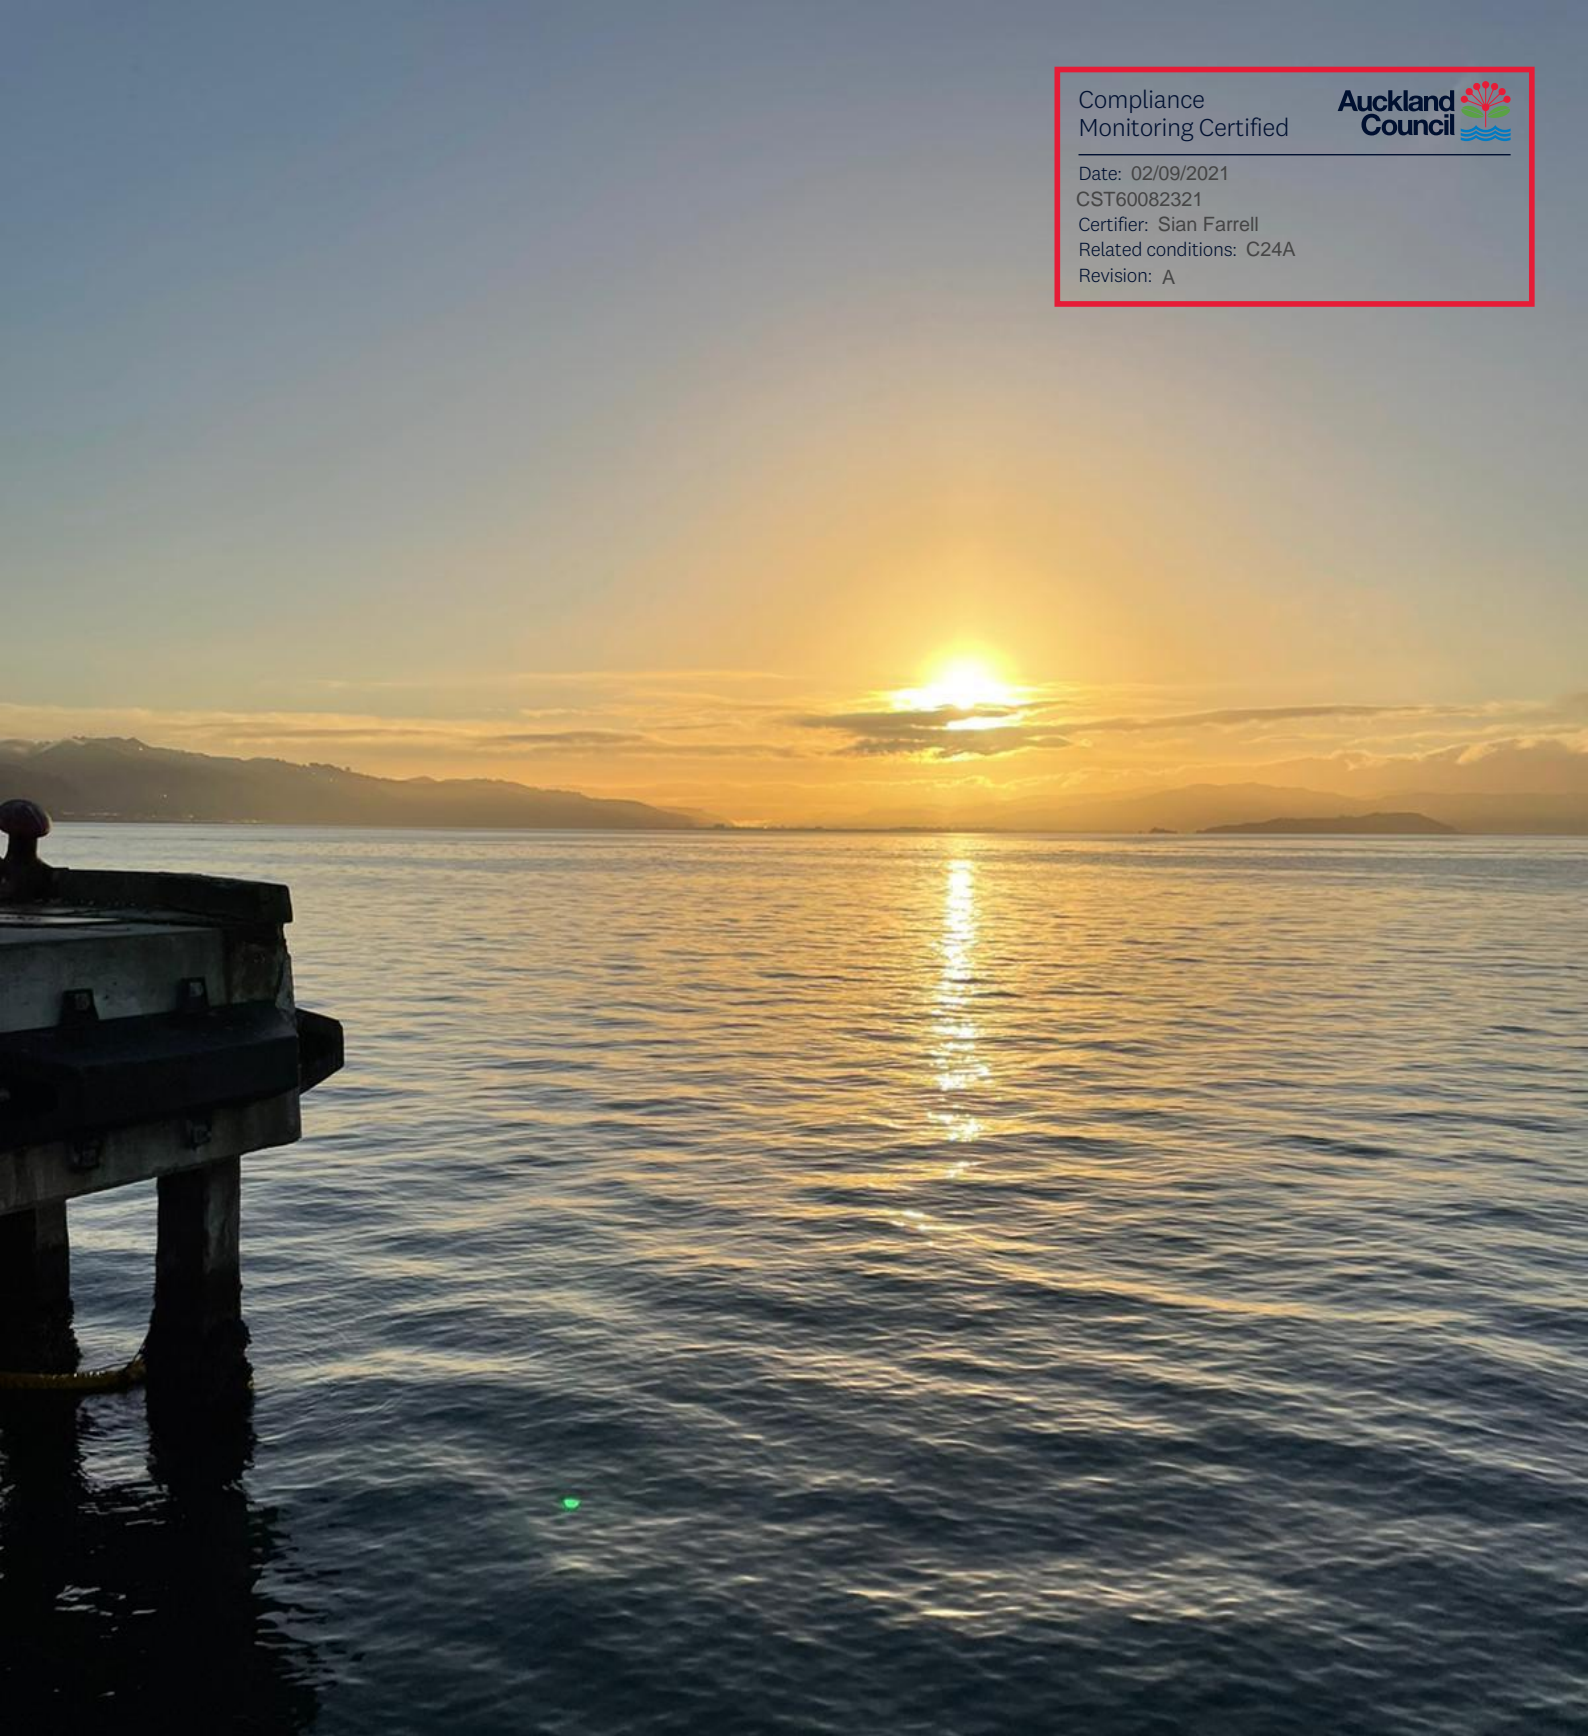 Compliance
Monitoring Certified
Auckland
Council
Date: 02/09/2021
CST60082321
Certifier: Sian Farrell
Related conditions: C24A
Revision: A